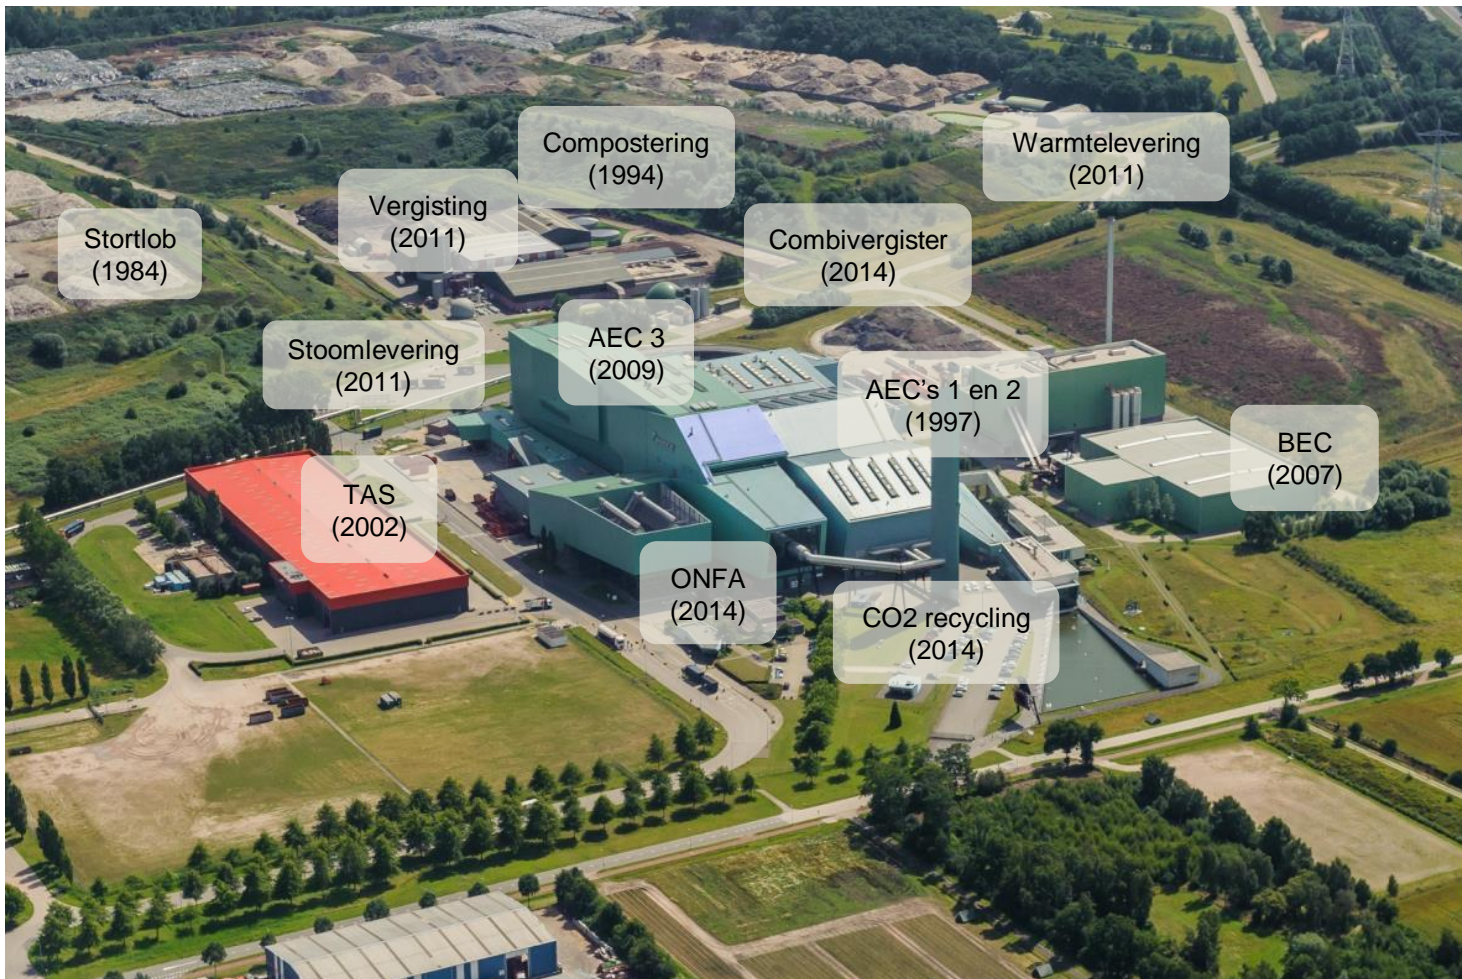 Compostering
(1994)
Warmtelevering
(2011)
Vergisting
(2011)
Stortlob
(1984)
Combivergister
(2014)
Stoomlevering
(2011)
AEC 3
(2009)
AEC's 1 en 2
(1997)
BEC
(2007)
TAS
(2002)
ONFA
(2014)
CO2 recycling
(2014)